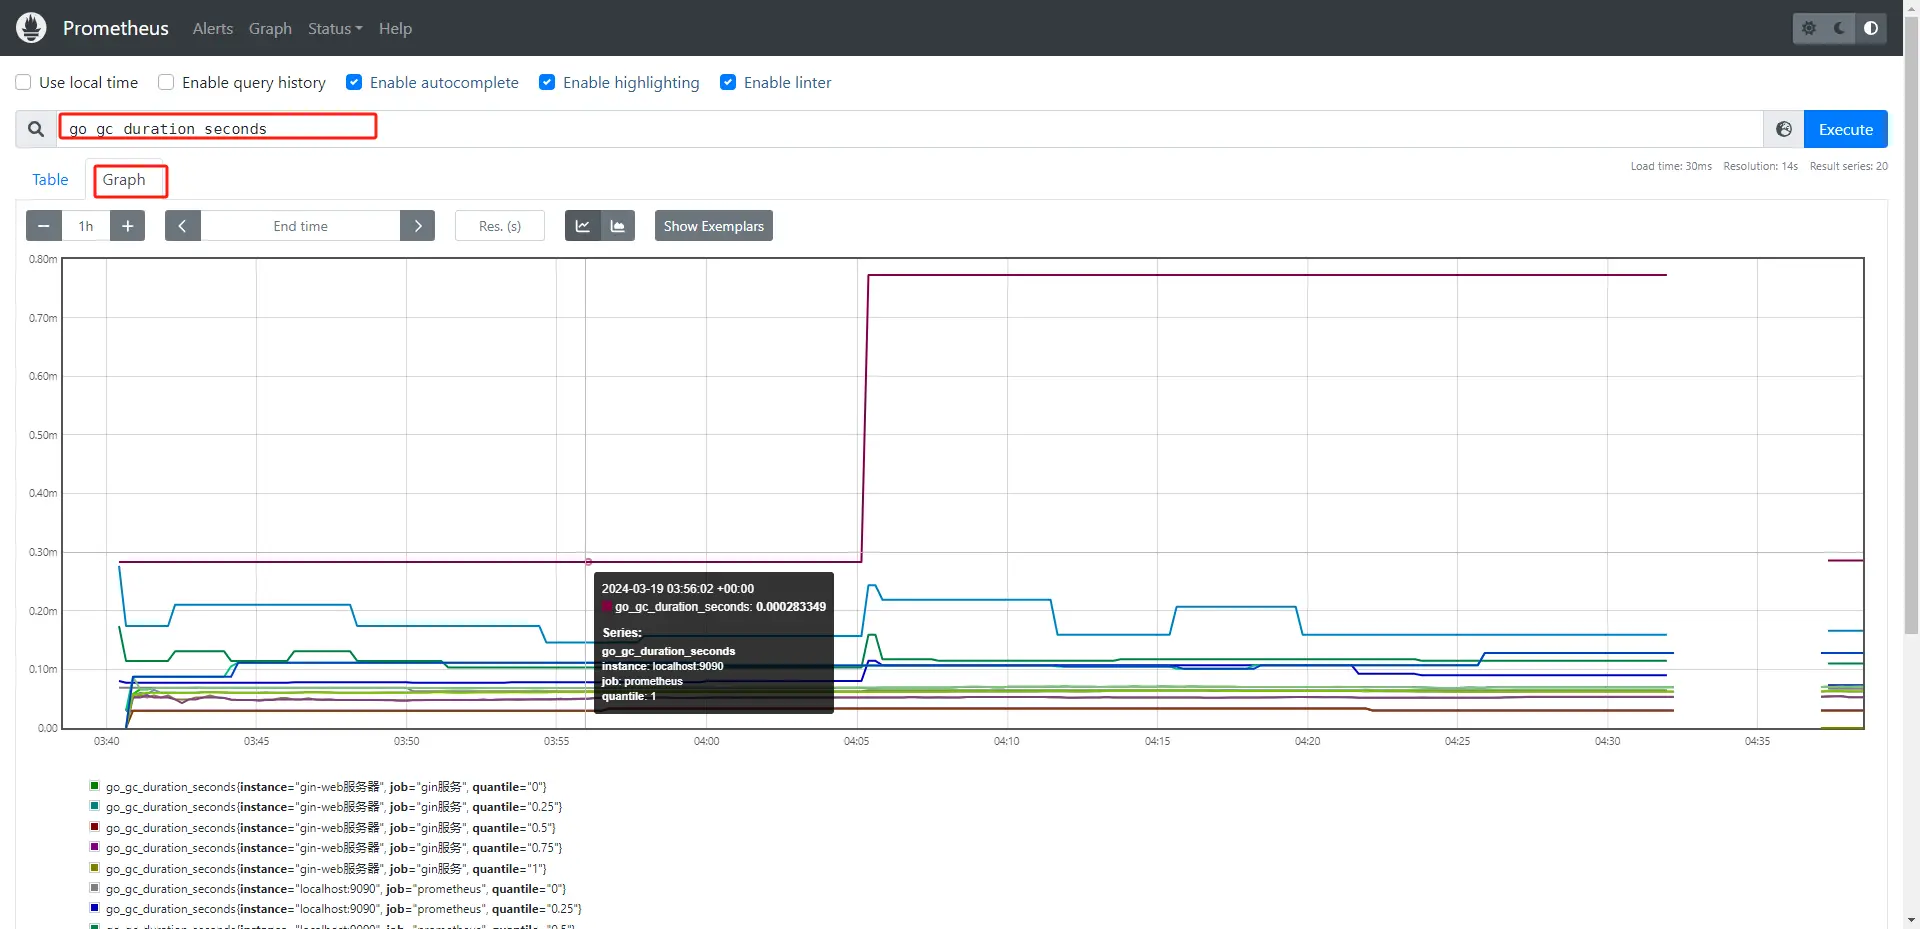 Prometheus Alerts Graph Status Help
Use local time Enable query history Enable autocomplete Enable highlighting Enable linter
go_gc_duration_seconds Execute
Load time: 30ms Resolution: 14s Result series: 20
Table Graph
− 1h + < End time > Res. (s) Show Exemplars
0.80m
0.70m
0.60m
0.50m
0.40m
0.30m
0.20m
0.10m
0.00
2024-03-19 03:56:02 +00:00
go_gc_duration_seconds: 0.000283349
Series:
go_gc_duration_seconds
instance: localhost:9090
job: prometheus
quantile: 1
03:40 03:45 03:50 03:55 04:00 04:05 04:10 04:15 04:20 04:25 04:30 04:35
go_gc_duration_seconds{instance="gin-web服务器", job="gin服务", quantile="0"}
go_gc_duration_seconds{instance="gin-web服务器", job="gin服务", quantile="0.25"}
go_gc_duration_seconds{instance="gin-web服务器", job="gin服务", quantile="0.5"}
go_gc_duration_seconds{instance="gin-web服务器", job="gin服务", quantile="0.75"}
go_gc_duration_seconds{instance="gin-web服务器", job="gin服务", quantile="1"}
go_gc_duration_seconds{instance="localhost:9090", job="prometheus", quantile="0"}
go_gc_duration_seconds{instance="localhost:9090", job="prometheus", quantile="0.25"}
go_gc_duration_seconds{instance="localhost:9090", job="prometheus", quantile="0.5"}